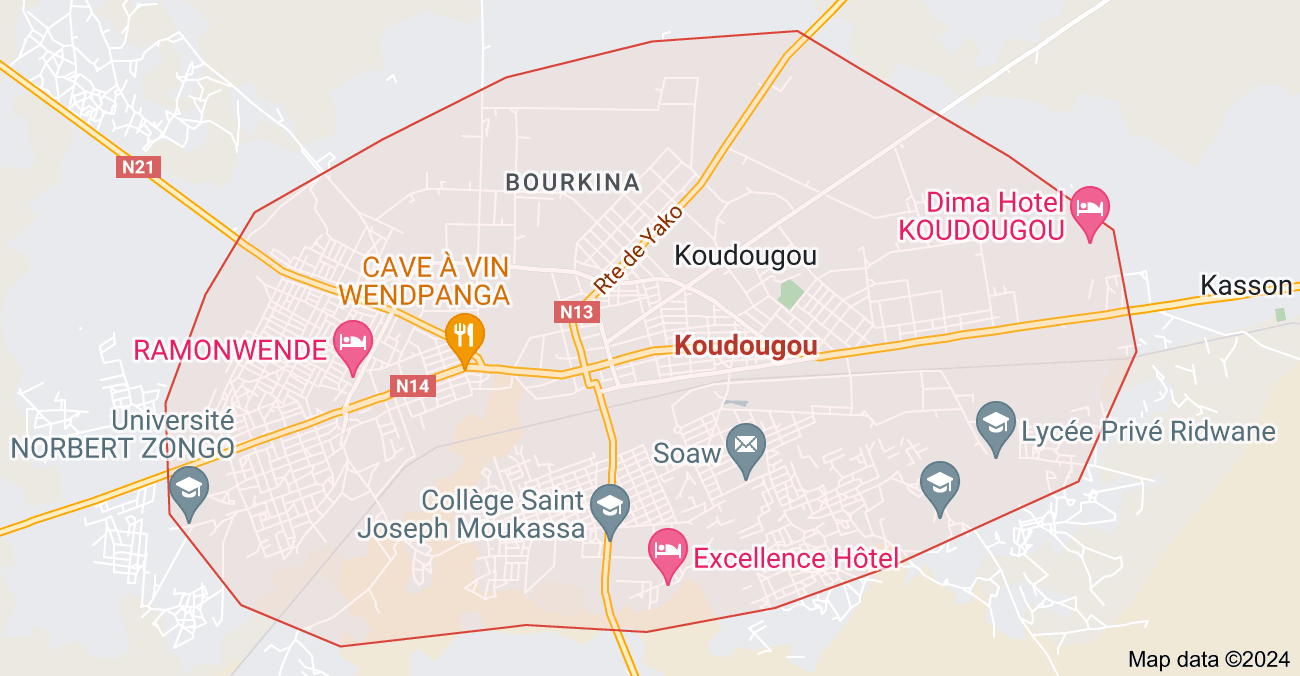 N21
BOURKINA
Rte de Yako
Dima Hotel
KOUDOUGOU
Koudougou
CAVE À VIN
WENDPANGA
Kasson
N13
RAMONWENDE
Koudougou
N14
Université
NORBERT ZONGO
Lycée Privé Ridwane
Soaw
Collège Saint
Joseph Moukassa
Excellence Hôtel
Map data ©2024